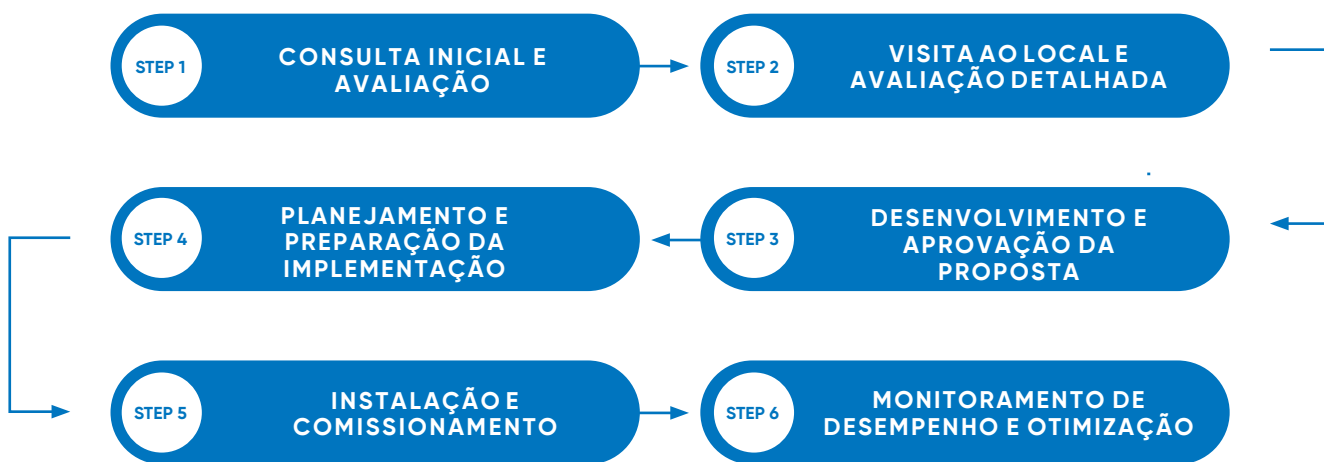 STEP 1
CONSULTA INICIAL E
AVALIAÇÃO
STEP 2
VISITA AO LOCAL E
AVALIAÇÃO DETALHADA
STEP 3
DESENVOLVIMENTO E
APROVAÇÃO DA
PROPOSTA
STEP 4
PLANEJAMENTO E
PREPARAÇÃO DA
IMPLEMENTAÇÃO
STEP 5
INSTALAÇÃO E
COMISSIONAMENTO
STEP 6
MONITORAMENTO DE
DESEMPENHO E OTIMIZAÇÃO